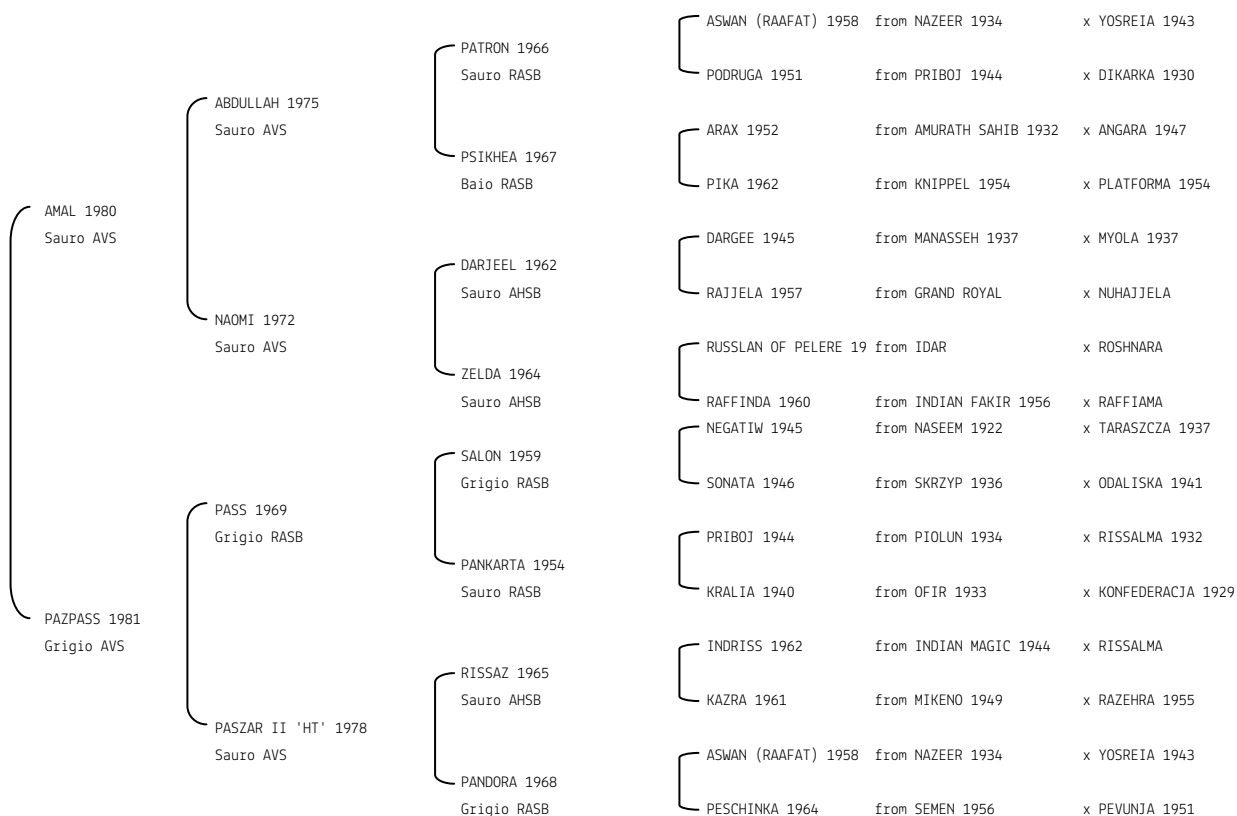 ASWAN (RAAFAT) 1958 from NAZEER 1934 x YOSREIA 1943
PATRON 1966
Sauro RASB PODRUGA 1951 from PRIBOJ 1944 x DIKARKA 1930
ABDULLAH 1975
Sauro AVS ARAX 1952 from AMURATH SAHIB 1932 x ANGARA 1947
PSIKHEA 1967
Baio RASB PIKA 1962 from KNIPPEL 1954 x PLATFORMA 1954
AMAL 1980
Sauro AVS DARGEE 1945 from MANASSEH 1937 x MYOLA 1937
DARJEEL 1962
Sauro AHSB RAJJELA 1957 from GRAND ROYAL x NUHAJJELA
NAOMI 1972
Sauro AVS RUSSLAN OF PELERE 19 from IDAR x ROSHNARA
ZELDA 1964
Sauro AHSB RAFFINDA 1960 from INDIAN FAKIR 1956 x RAFFIAMA
NEGATIW 1945 from NASEEM 1922 x TARASZCZA 1937
SALON 1959
Grigio RASB SONATA 1946 from SKRZYP 1936 x ODALISKA 1941
PASS 1969
Grigio RASB PRIBOJ 1944 from PIOLUN 1934 x RISSALMA 1932
PANKARTA 1954
Sauro RASB KRALIA 1940 from OFIR 1933 x KONFEDERACJA 1929
PAZPASS 1981
Grigio AVS INDRISS 1962 from INDIAN MAGIC 1944 x RISSALMA
RISSAZ 1965
Sauro AHSB KAZRA 1961 from MIKENO 1949 x RAZEHRA 1955
PASZAR II 'HT' 1978
Sauro AVS ASWAN (RAAFAT) 1958 from NAZEER 1934 x YOSREIA 1943
PANDORA 1968
Grigio RASB PESCHINKA 1964 from SEMEN 1956 x PEVUNJA 1951